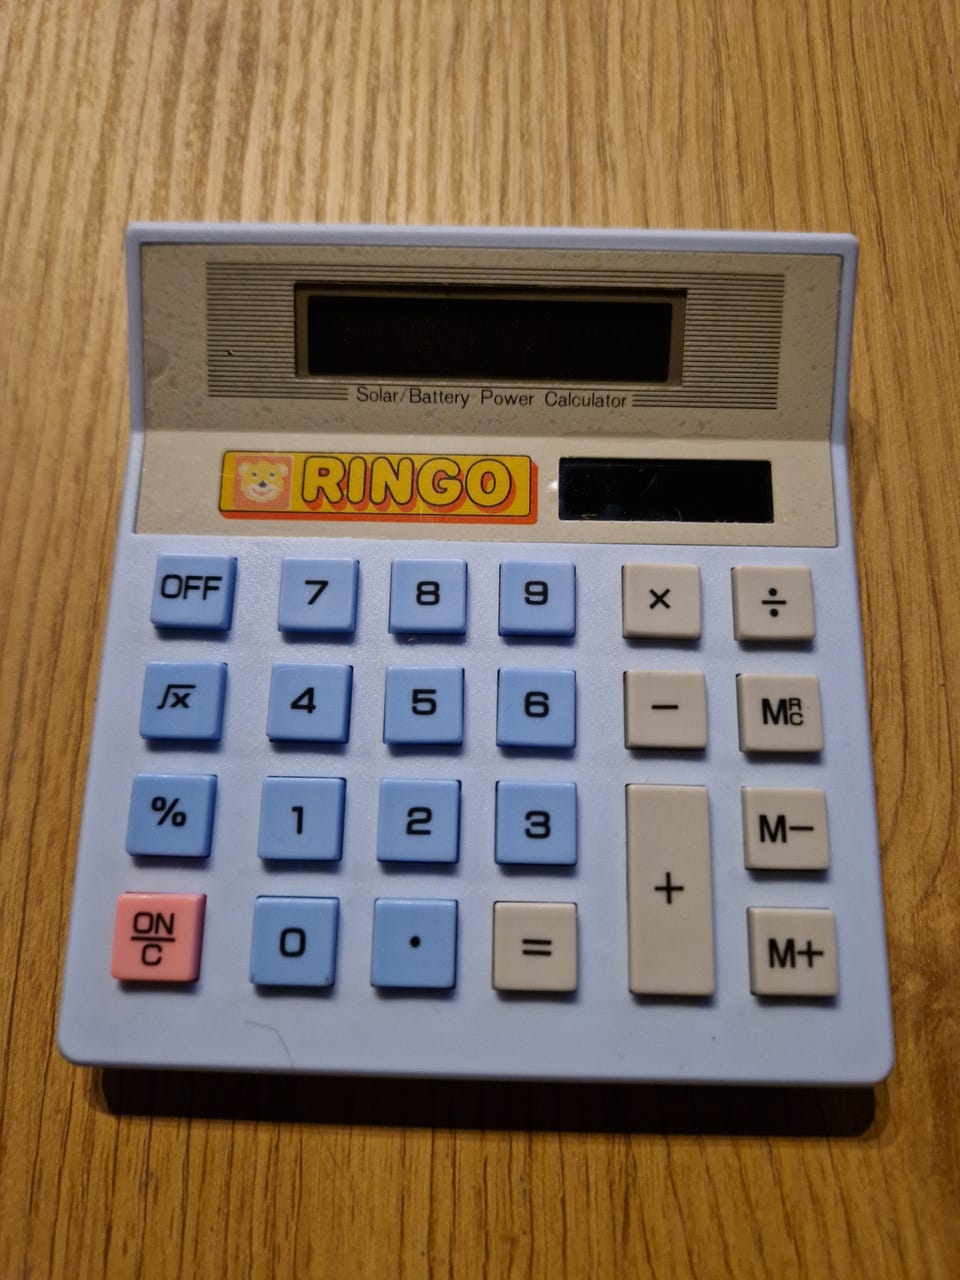 Solar/Battery Power Calculator
RINGO
OFF 7 8 9 × ÷
√x 4 5 6 − MRC
% 1 2 3 + M−
ON/C 0 . = M+